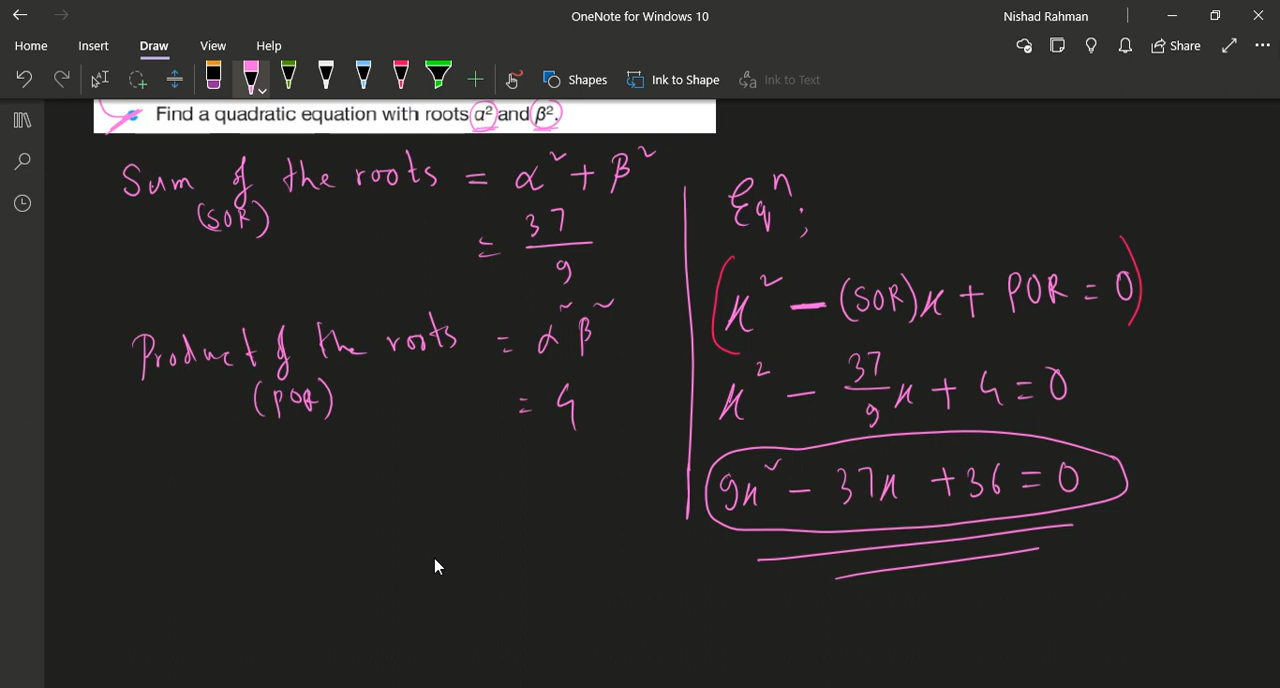 OneNote for Windows 10
Nishad Rahman
Home Insert Draw View Help
Share
Shapes Ink to Shape Ink to Text
Find a quadratic equation with roots α² and β².
Sum of the roots = α² + β²
(SOR)
= 37/9
Product of the roots = α²β²
(POR)
= 4
Eqⁿ;
(x² - (SOR)x + POR = 0)
x² - 37/9 x + 4 = 0
9x² - 37x + 36 = 0